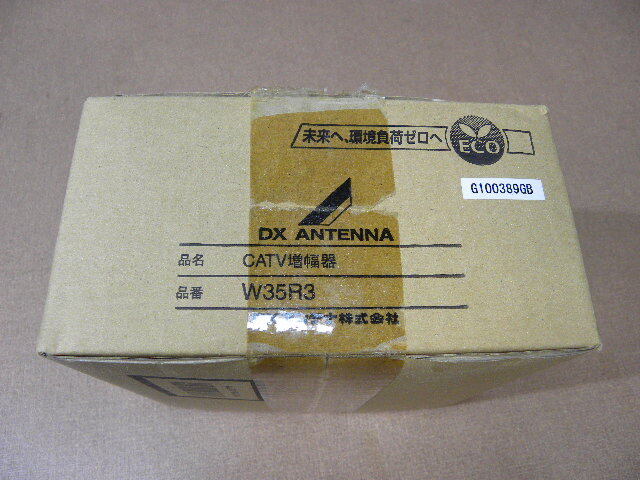 未来へ、環境負荷ゼロへ
ECO
G100389GB
DX ANTENNA
品名 CATV増幅器
品番 W35R3
株式会社